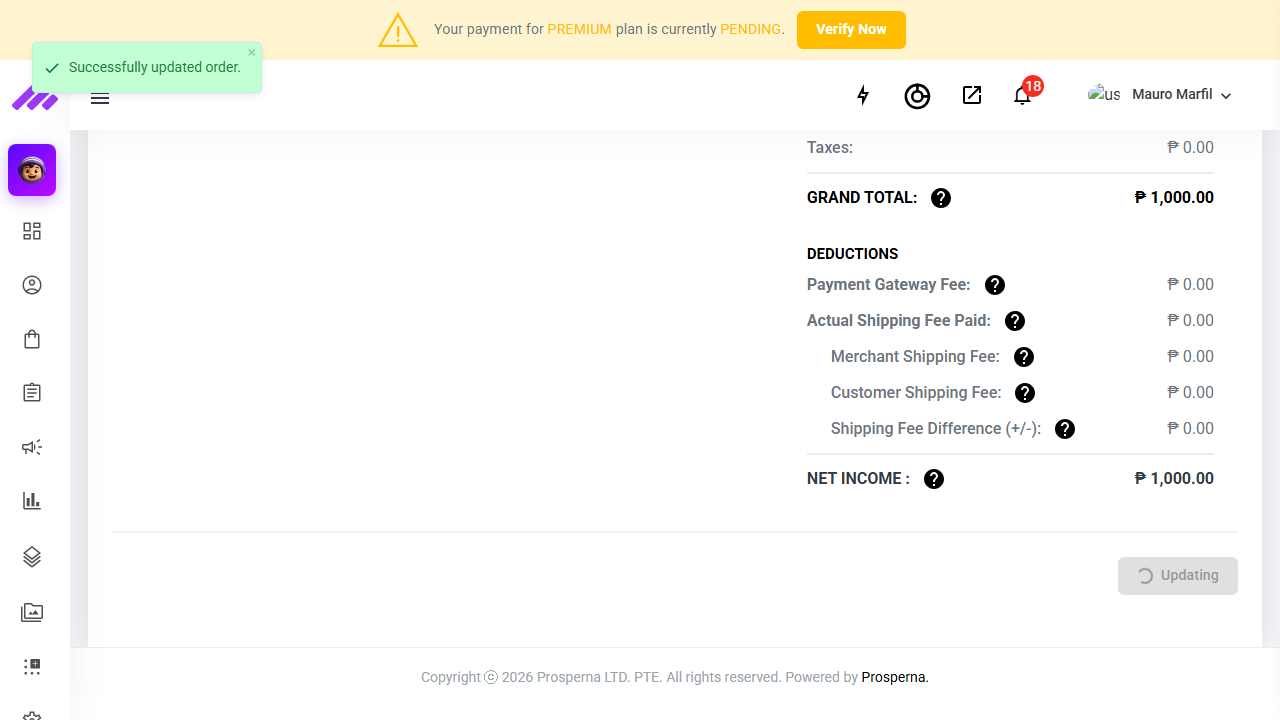 Your payment for PREMIUM plan is currently PENDING. Verify Now
Successfully updated order. ×
18
us Mauro Marfil
Taxes: ₱ 0.00
GRAND TOTAL: ? ₱ 1,000.00
DEDUCTIONS
Payment Gateway Fee: ? ₱ 0.00
Actual Shipping Fee Paid: ? ₱ 0.00
Merchant Shipping Fee: ? ₱ 0.00
Customer Shipping Fee: ? ₱ 0.00
Shipping Fee Difference (+/-): ? ₱ 0.00
NET INCOME : ? ₱ 1,000.00
Updating
Copyright ⓒ 2026 Prosperna LTD. PTE. All rights reserved. Powered by Prosperna.